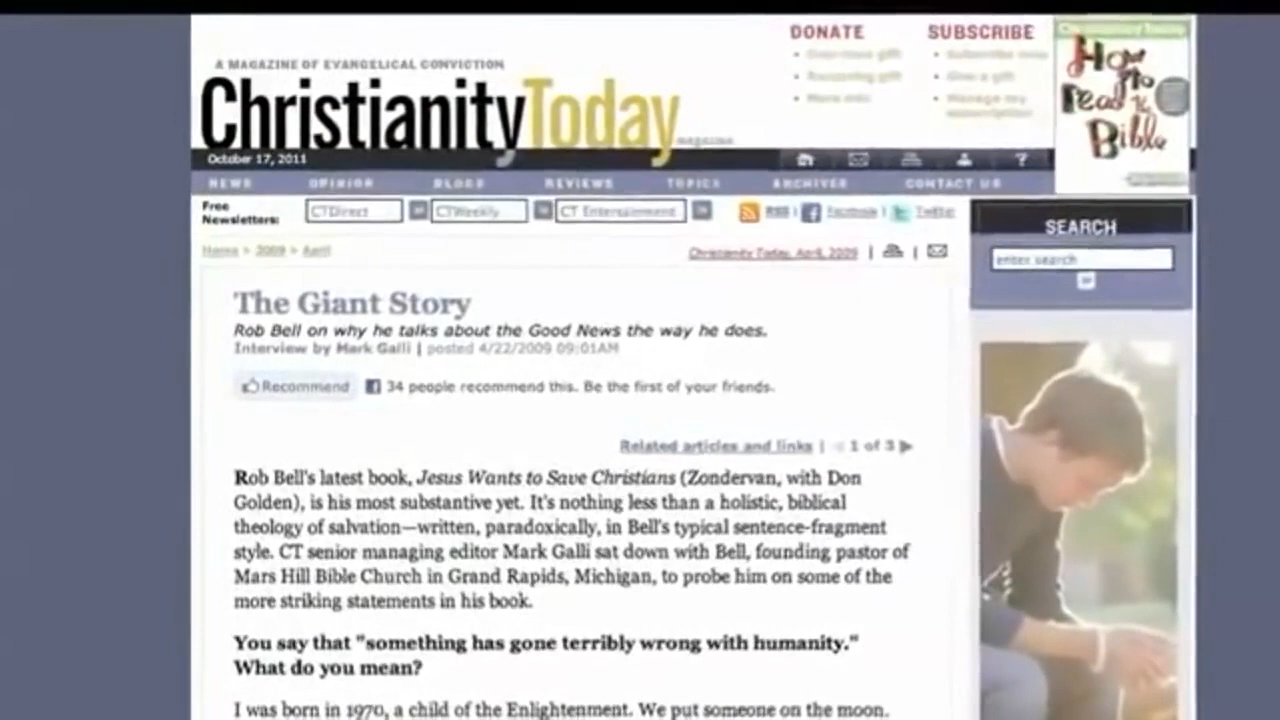 DONATE
SUBSCRIBE
A MAGAZINE OF EVANGELICAL CONVICTION
ChristianityToday
magazine
How to Read the Bible
October 17, 2011
?
NEWS OPINION BLOGS REVIEWS TOPICS ARCHIVES CONTACT US
Free
Newsletters:
CTDirect
CTWeekly
CT Entertainment
RSS | Facebook | Twitter
SEARCH
enter search
Home > 2009 > April
Christianity Today, April, 2009
The Giant Story
Rob Bell on why he talks about the Good News the way he does.
Interview by Mark Galli | posted 4/22/2009 09:01AM
Recommend
34 people recommend this. Be the first of your friends.
Related articles and links | 1 of 3
Rob Bell's latest book, Jesus Wants to Save Christians (Zondervan, with Don
Golden), is his most substantive yet. It's nothing less than a holistic, biblical
theology of salvation—written, paradoxically, in Bell's typical sentence-fragment
style. CT senior managing editor Mark Galli sat down with Bell, founding pastor of
Mars Hill Bible Church in Grand Rapids, Michigan, to probe him on some of the
more striking statements in his book.
You say that "something has gone terribly wrong with humanity."
What do you mean?
I was born in 1970, a child of the Enlightenment. We put someone on the moon.